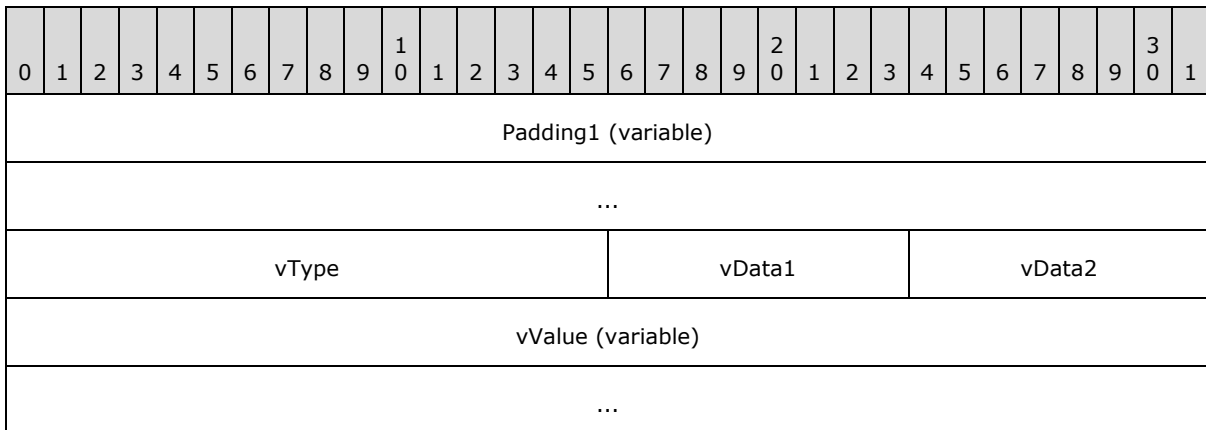 1 2 3
0 1 2 3 4 5 6 7 8 9 0 1 2 3 4 5 6 7 8 9 0 1 2 3 4 5 6 7 8 9 0 1
Padding1 (variable)
...
vType vData1 vData2
vValue (variable)
...